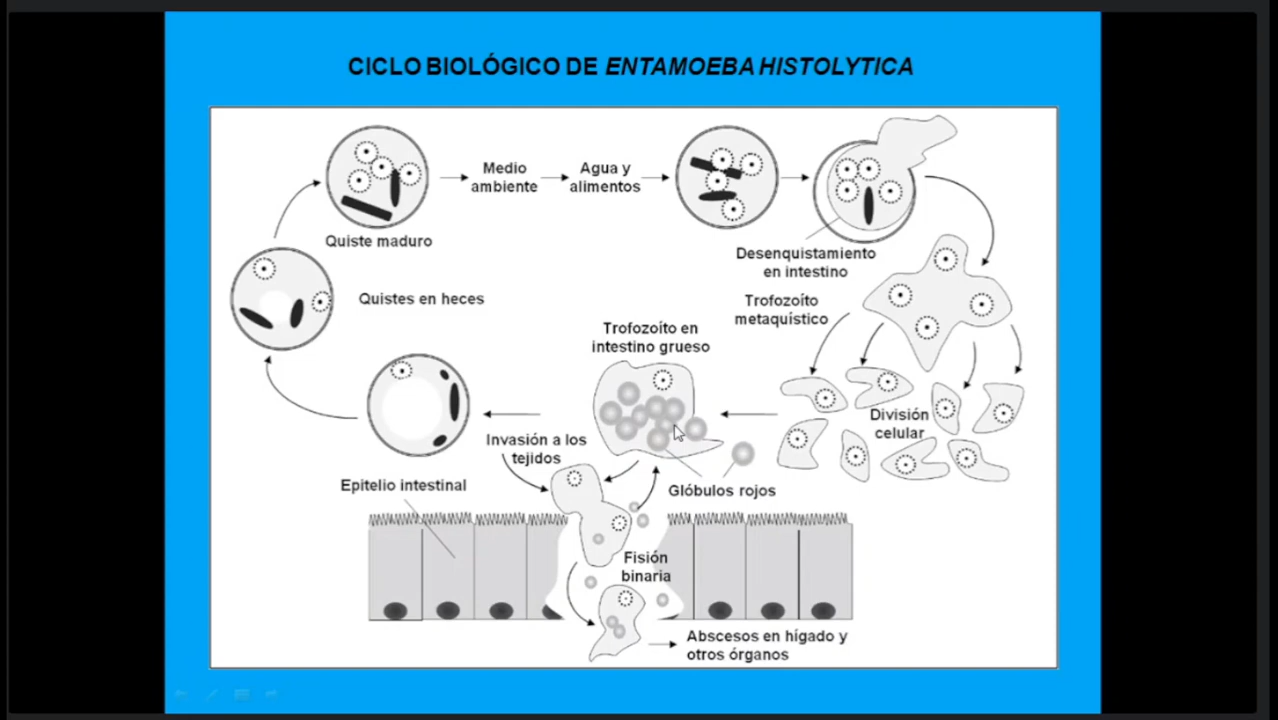 CICLO BIOLÓGICO DE ENTAMOEBA HISTOLYTICA
Quiste maduro
Medio
ambiente
Agua y
alimentos
Desenquistamiento
en intestino
Quistes en heces
Trofozoíto
metaquístico
Trofozoíto en
intestino grueso
División
celular
Invasión a los
tejidos
Glóbulos rojos
Epitelio intestinal
Fisión
binaria
Abscesos en hígado y
otros órganos